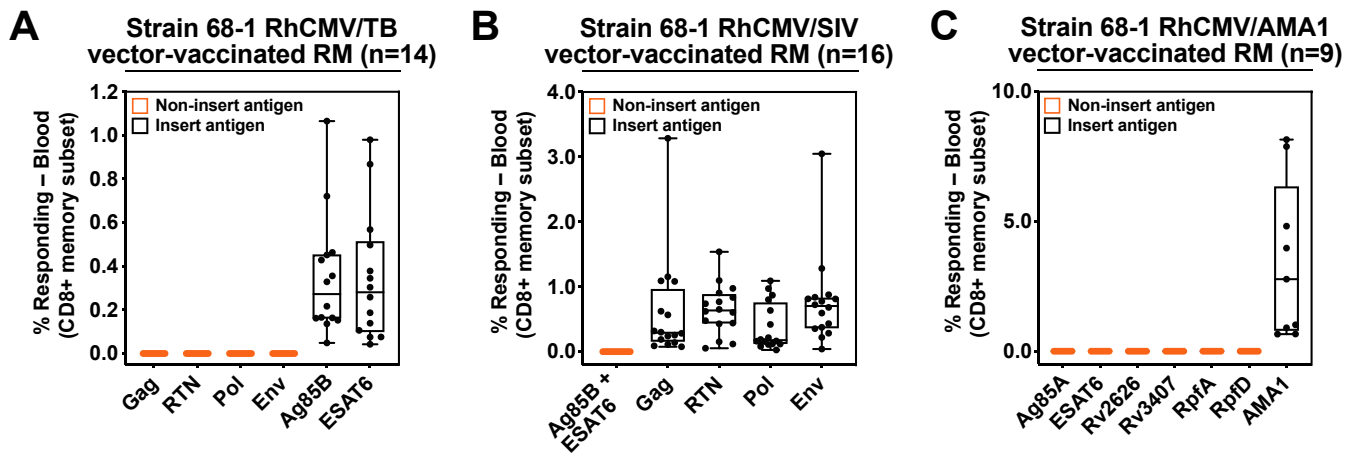 A
Strain 68-1 RhCMV/TB
vector-vaccinated RM (n=14)
% Responding – Blood
(CD8+ memory subset)
1.2
1.0
0.8
0.6
0.4
0.2
0.0
Non-insert antigen
Insert antigen
Gag
RTN
Pol
Env
Ag85B
ESAT6
B
Strain 68-1 RhCMV/SIV
vector-vaccinated RM (n=16)
% Responding – Blood
(CD8+ memory subset)
4.0
3.0
2.0
1.0
0.0
Non-insert antigen
Insert antigen
Ag85B +
ESAT6
Gag
RTN
Pol
Env
C
Strain 68-1 RhCMV/AMA1
vector-vaccinated RM (n=9)
% Responding – Blood
(CD8+ memory subset)
10.0
5.0
0.0
Non-insert antigen
Insert antigen
Ag85A
ESAT6
Rv2626
Rv3407
RpfA
RpfD
AMA1